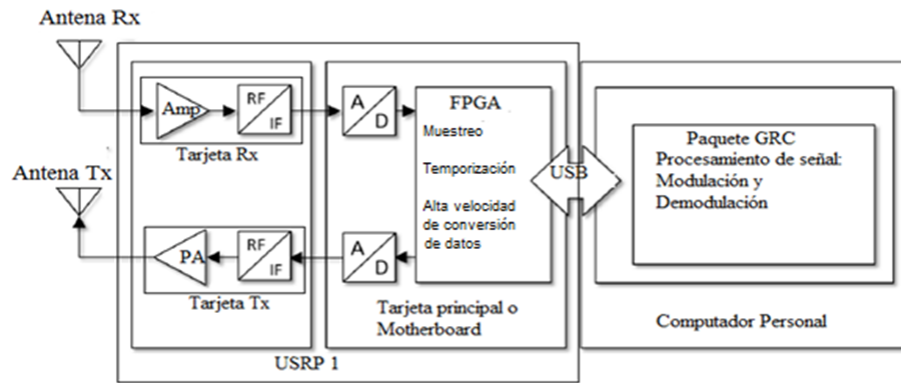 Antena Rx
Amp
RF
IF
Tarjeta Rx
A
D
FPGA
Muestreo
Temporización
Alta velocidad
de conversión
de datos
USB
Paquete GRC
Procesamiento de señal:
Modulación y
Demodulación
Antena Tx
PA
RF
IF
Tarjeta Tx
A
D
Tarjeta principal o
Motherboard
USRP 1
Computador Personal